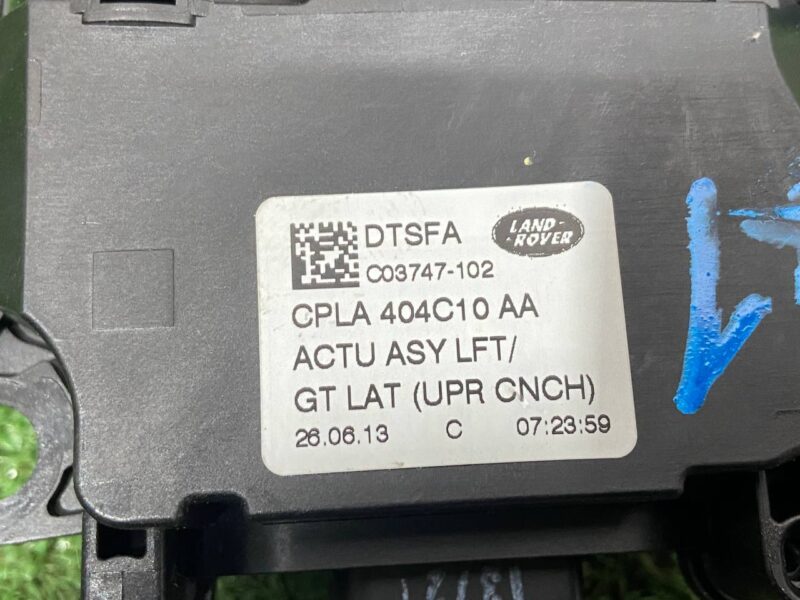 DTSFA
LAND-
-ROVER
C03747-102
CPLA 404C10 AA
ACTU ASY LFT/
GT LAT (UPR CNCH)
26.06.13 C 07:23:59